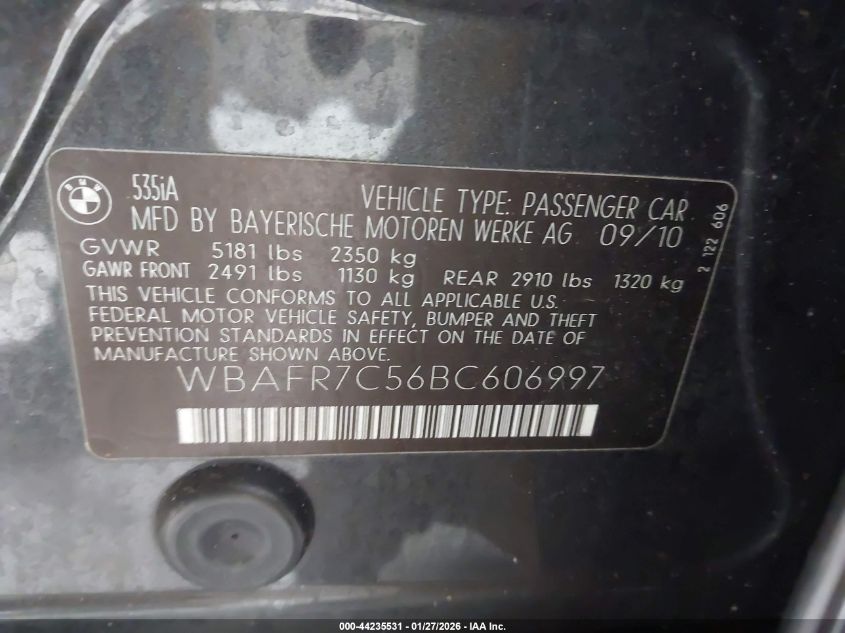 BMW
535iA
VEHICLE TYPE: PASSENGER CAR
MFD BY BAYERISCHE MOTOREN WERKE AG 09/10
GVWR 5181 lbs 2350 kg
GAWR FRONT 2491 lbs 1130 kg REAR 2910 lbs 1320 kg
THIS VEHICLE CONFORMS TO ALL APPLICABLE U.S.
FEDERAL MOTOR VEHICLE SAFETY, BUMPER AND THEFT
PREVENTION STANDARDS IN EFFECT ON THE DATE OF
MANUFACTURE SHOWN ABOVE.
WBAFR7C56BC606997
2 122 606
000-44235531 - 01/27/2026 - IAA Inc.